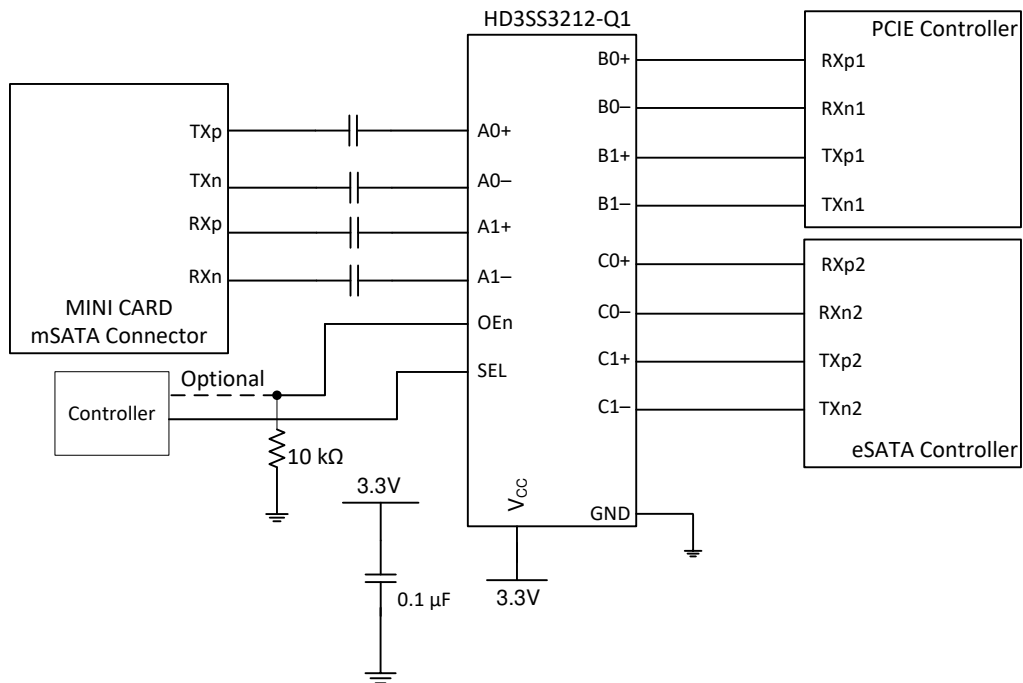 HD3SS3212-Q1
PCIE Controller
B0+
RXp1
B0–
RXn1
TXp
A0+
B1+
TXp1
TXn
A0–
B1–
TXn1
RXp
A1+
C0+
RXp2
RXn
A1–
MINI CARD
mSATA Connector
C0–
RXn2
OEn
C1+
TXp2
Optional
SEL
C1–
TXn2
Controller
eSATA Controller
10 kΩ
3.3V
VCC
GND
0.1 µF
3.3V